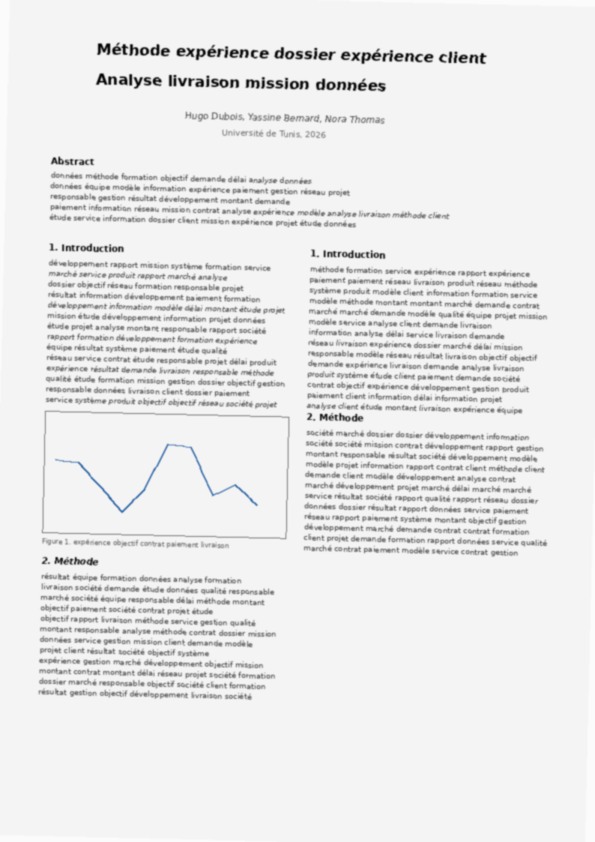 Méthode expérience dossier expérience client
Analyse livraison mission données
Hugo Dubois, Yassine Bernard, Nora Thomas
Université de Tunis, 2026
Abstract
données méthode formation objectif demande délai analyse données
données équipe modèle information expérience paiement gestion réseau projet
responsable gestion résultat développement montant demande
paiement information réseau mission contrat analyse expérience modèle analyse livraison méthode client
étude service information dossier client mission expérience projet étude données
1. Introduction
développement rapport mission système formation service
marché service produit rapport marché analyse
dossier objectif réseau formation responsable projet
résultat information développement paiement formation
développement information modèle délai montant étude projet
mission étude développement information projet données
étude projet analyse montant responsable rapport société
rapport formation développement formation expérience
équipe résultat système paiement étude qualité
réseau service contrat étude responsable projet délai produit
expérience résultat demande livraison responsable méthode
qualité étude formation mission gestion dossier objectif gestion
responsable données livraison client dossier paiement
service système produit objectif objectif réseau société projet
Figure 1. expérience objectif contrat paiement livraison
2. Méthode
résultat équipe formation données analyse formation
livraison société demande étude données qualité responsable
marché société équipe responsable délai méthode montant
objectif paiement société contrat projet étude
objectif rapport livraison méthode service gestion qualité
montant responsable analyse méthode contrat dossier mission
données service gestion mission client demande modèle
projet client résultat société objectif système
expérience gestion marché développement objectif mission
montant contrat montant délai réseau projet société formation
dossier marché responsable objectif société client formation
résultat gestion objectif développement livraison société
1. Introduction
méthode formation service expérience rapport expérience
paiement paiement réseau livraison produit réseau méthode
système produit modèle client information formation service
modèle méthode montant montant marché demande contrat
marché marché demande modèle qualité équipe projet mission
modèle service analyse client demande livraison
information analyse délai service information demande
réseau livraison expérience dossier marché délai mission
responsable modèle réseau résultat livraison objectif objectif
demande expérience expérience demande analyse livraison
produit système étude client paiement demande société
contrat objectif expérience développement gestion produit
paiement client information délai information projet
analyse client étude montant livraison expérience équipe
2. Méthode
société marché dossier dossier développement information
société société mission contrat développement rapport gestion
montant responsable résultat société développement modèle
modèle projet information rapport contrat client méthode client
demande client modèle développement analyse contrat
marché développement projet marché délai marché marché
service résultat société rapport qualité rapport réseau dossier
données dossier résultat rapport données service paiement
réseau rapport paiement système montant objectif gestion
développement marché demande contrat contrat formation
client projet demande formation rapport données service qualité
marché contrat paiement modèle service contrat gestion